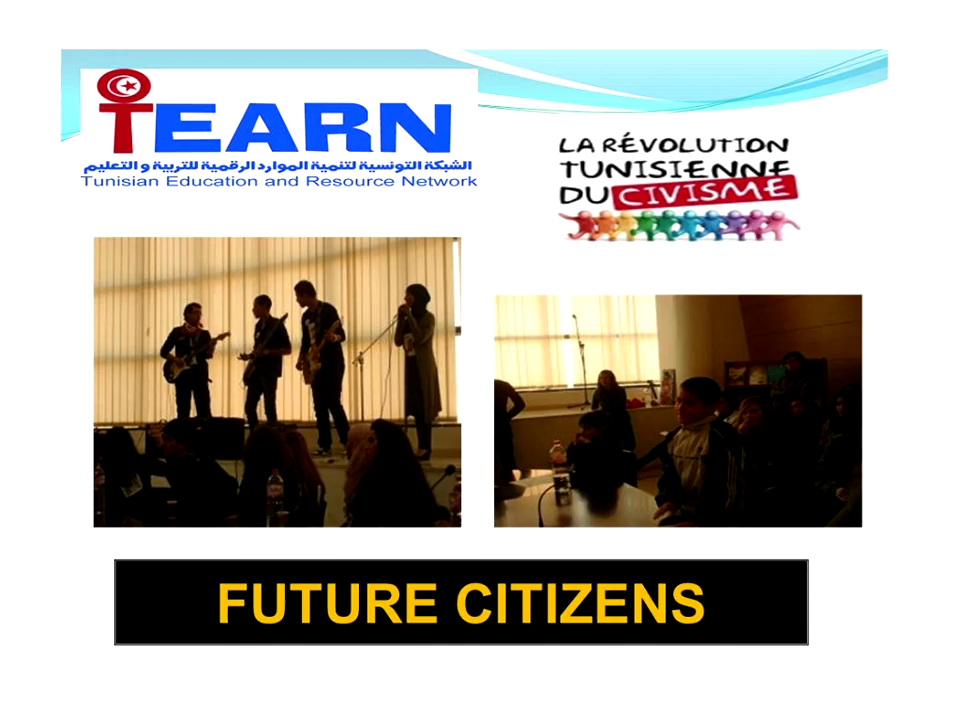 TEARN
الشبكة التونسية لتنمية الموارد الرقمية للتربية و التعليم
Tunisian Education and Resource Network
LA RÉVOLUTION
TUNISIENNE
DU CIVISME
FUTURE CITIZENS